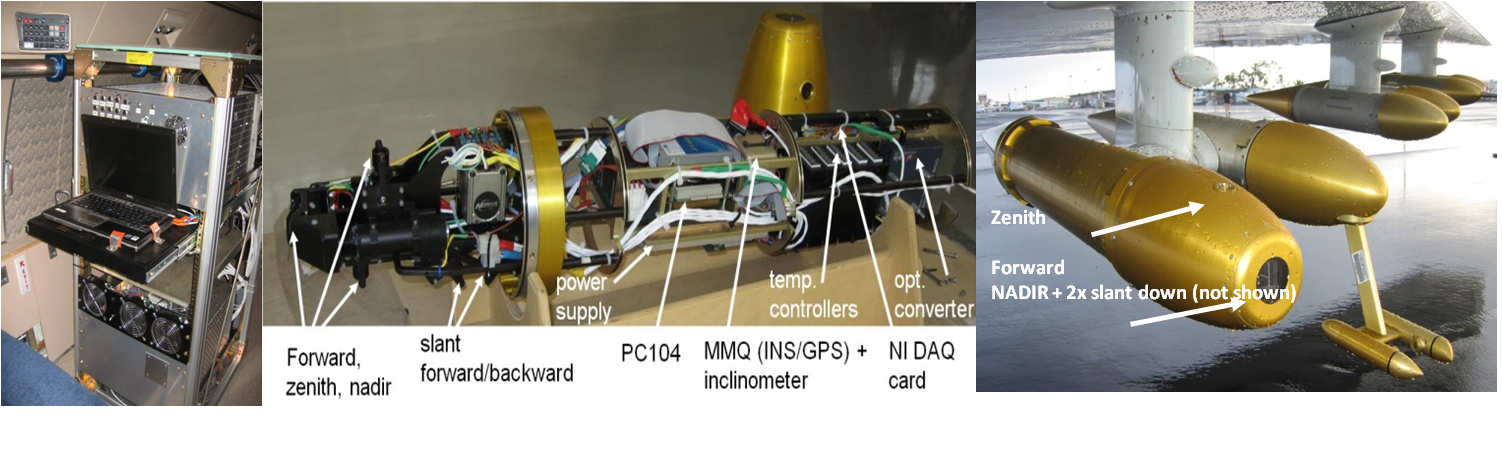 power
supply
temp.
controllers
opt.
converter
Forward,
zenith, nadir
slant
forward/backward
PC104
MMQ (INS/GPS) +
inclinometer
NI DAQ
card
Zenith
Forward
NADIR + 2x slant down (not shown)